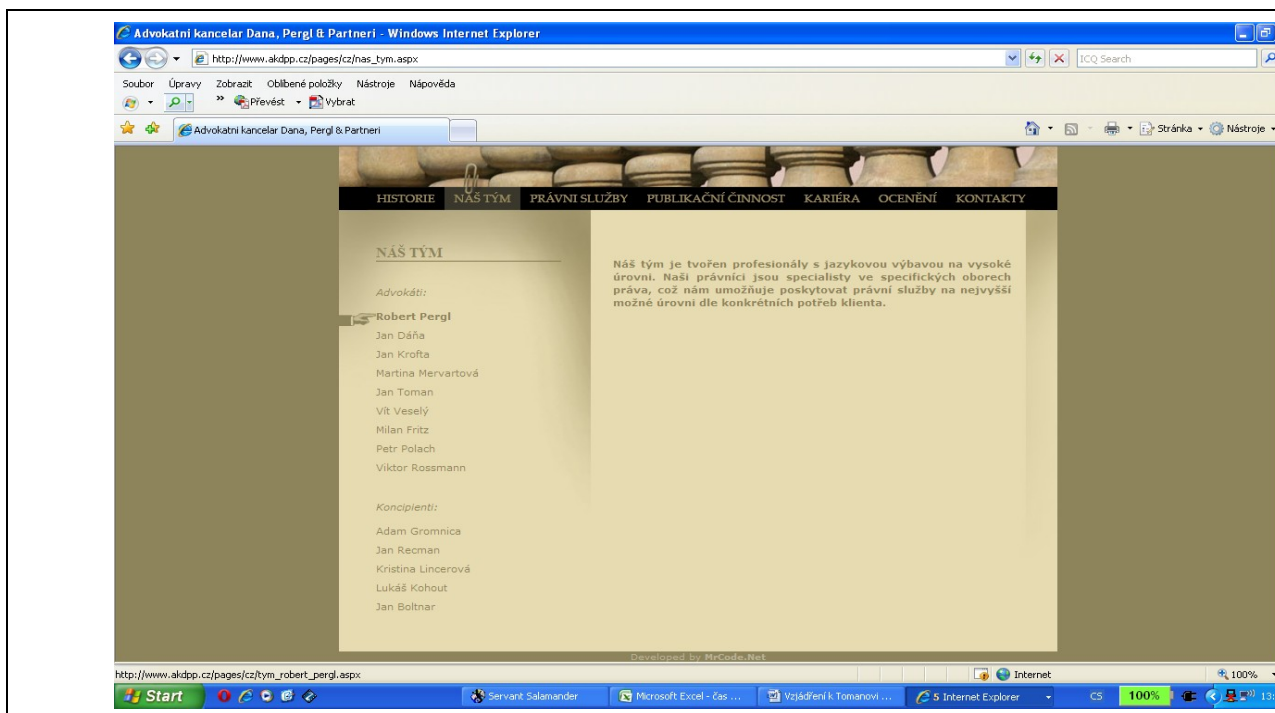 Advokatni kancelar Dana, Pergl & Partneri - Windows Internet Explorer
http://www.akdpp.cz/pages/cz/nas_tym.aspx
ICQ Search
Soubor Úpravy Zobrazit Oblíbené položky Nástroje Nápověda
Převést Vybrat
Advokatni kancelar Dana, Pergl & Partneri
Stránka Nástroje
HISTORIE NÁŠ TÝM PRÁVNI SLUŽBY PUBLIKAČNÍ ČINNOST KARIÉRA OCENĚNÍ KONTAKTY
NÁŠ TÝM
Advokáti:
Robert Pergl
Jan Dáňa
Jan Krofta
Martina Mervartová
Jan Toman
Vít Veselý
Milan Fritz
Petr Polach
Viktor Rossmann
Koncipienti:
Adam Gromnica
Jan Recman
Kristina Lincerová
Lukáš Kohout
Jan Boltnar
Náš tým je tvořen profesionály s jazykovou výbavou na vysoké
úrovni. Naši právníci jsou specialisty ve specifických oborech
práva, což nám umožňuje poskytovat právní služby na nejvyšší
možné úrovni dle konkrétních potřeb klienta.
Developed by MrCode.Net
http://www.akdpp.cz/pages/cz/tym_robert_pergl.aspx
Internet
100%
Start
Servant Salamander
Microsoft Excel - čas ...
Vzjádření k Tomanovi ...
5 Internet Explorer
CS
100%
13: